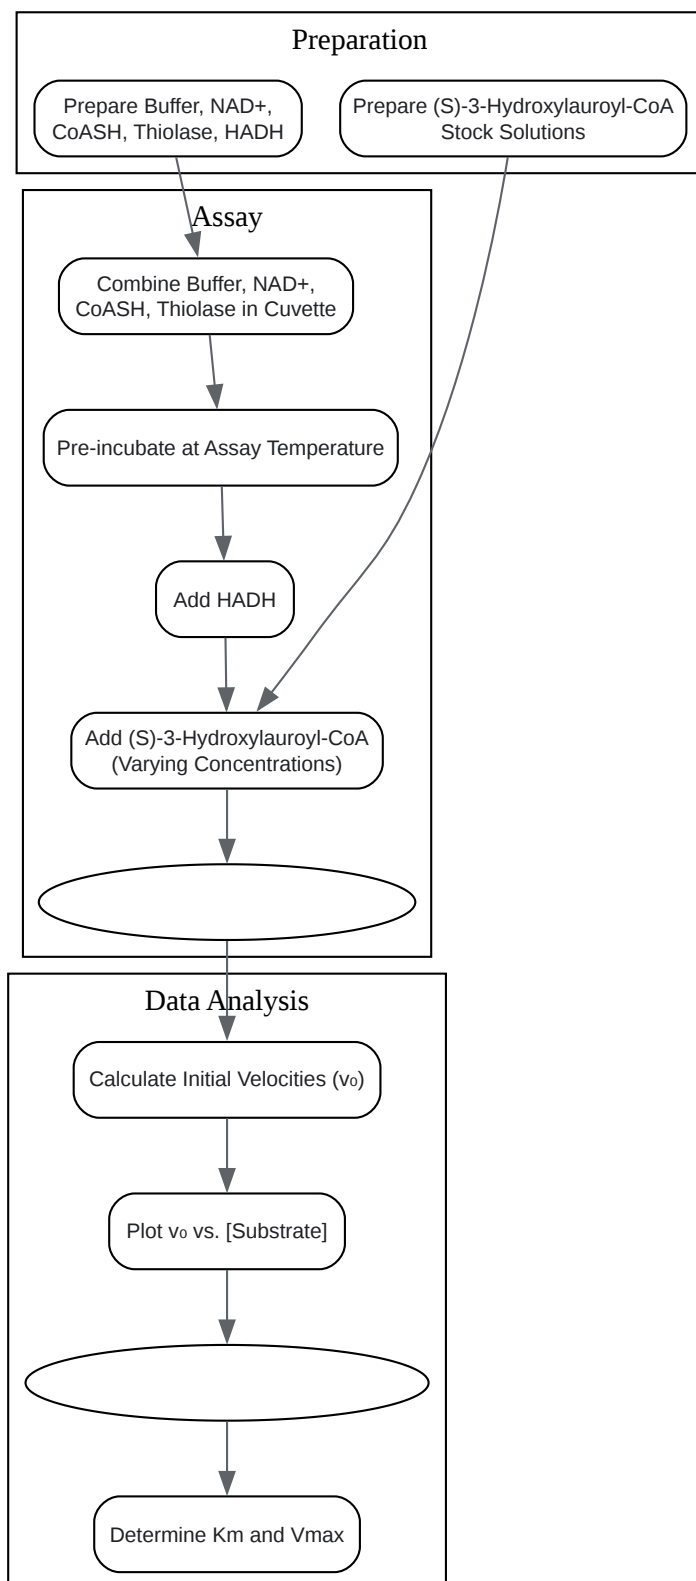 Preparation
Prepare Buffer, NAD+,
CoASH, Thiolase, HADH
Prepare (S)-3-Hydroxylauroyl-CoA
Stock Solutions
Assay
Combine Buffer, NAD+,
CoASH, Thiolase in Cuvette
Pre-incubate at Assay Temperature
Add HADH
Add (S)-3-Hydroxylauroyl-CoA
(Varying Concentrations)
Data Analysis
Calculate Initial Velocities (v₀)
Plot v₀ vs. [Substrate]
Determine Km and Vmax